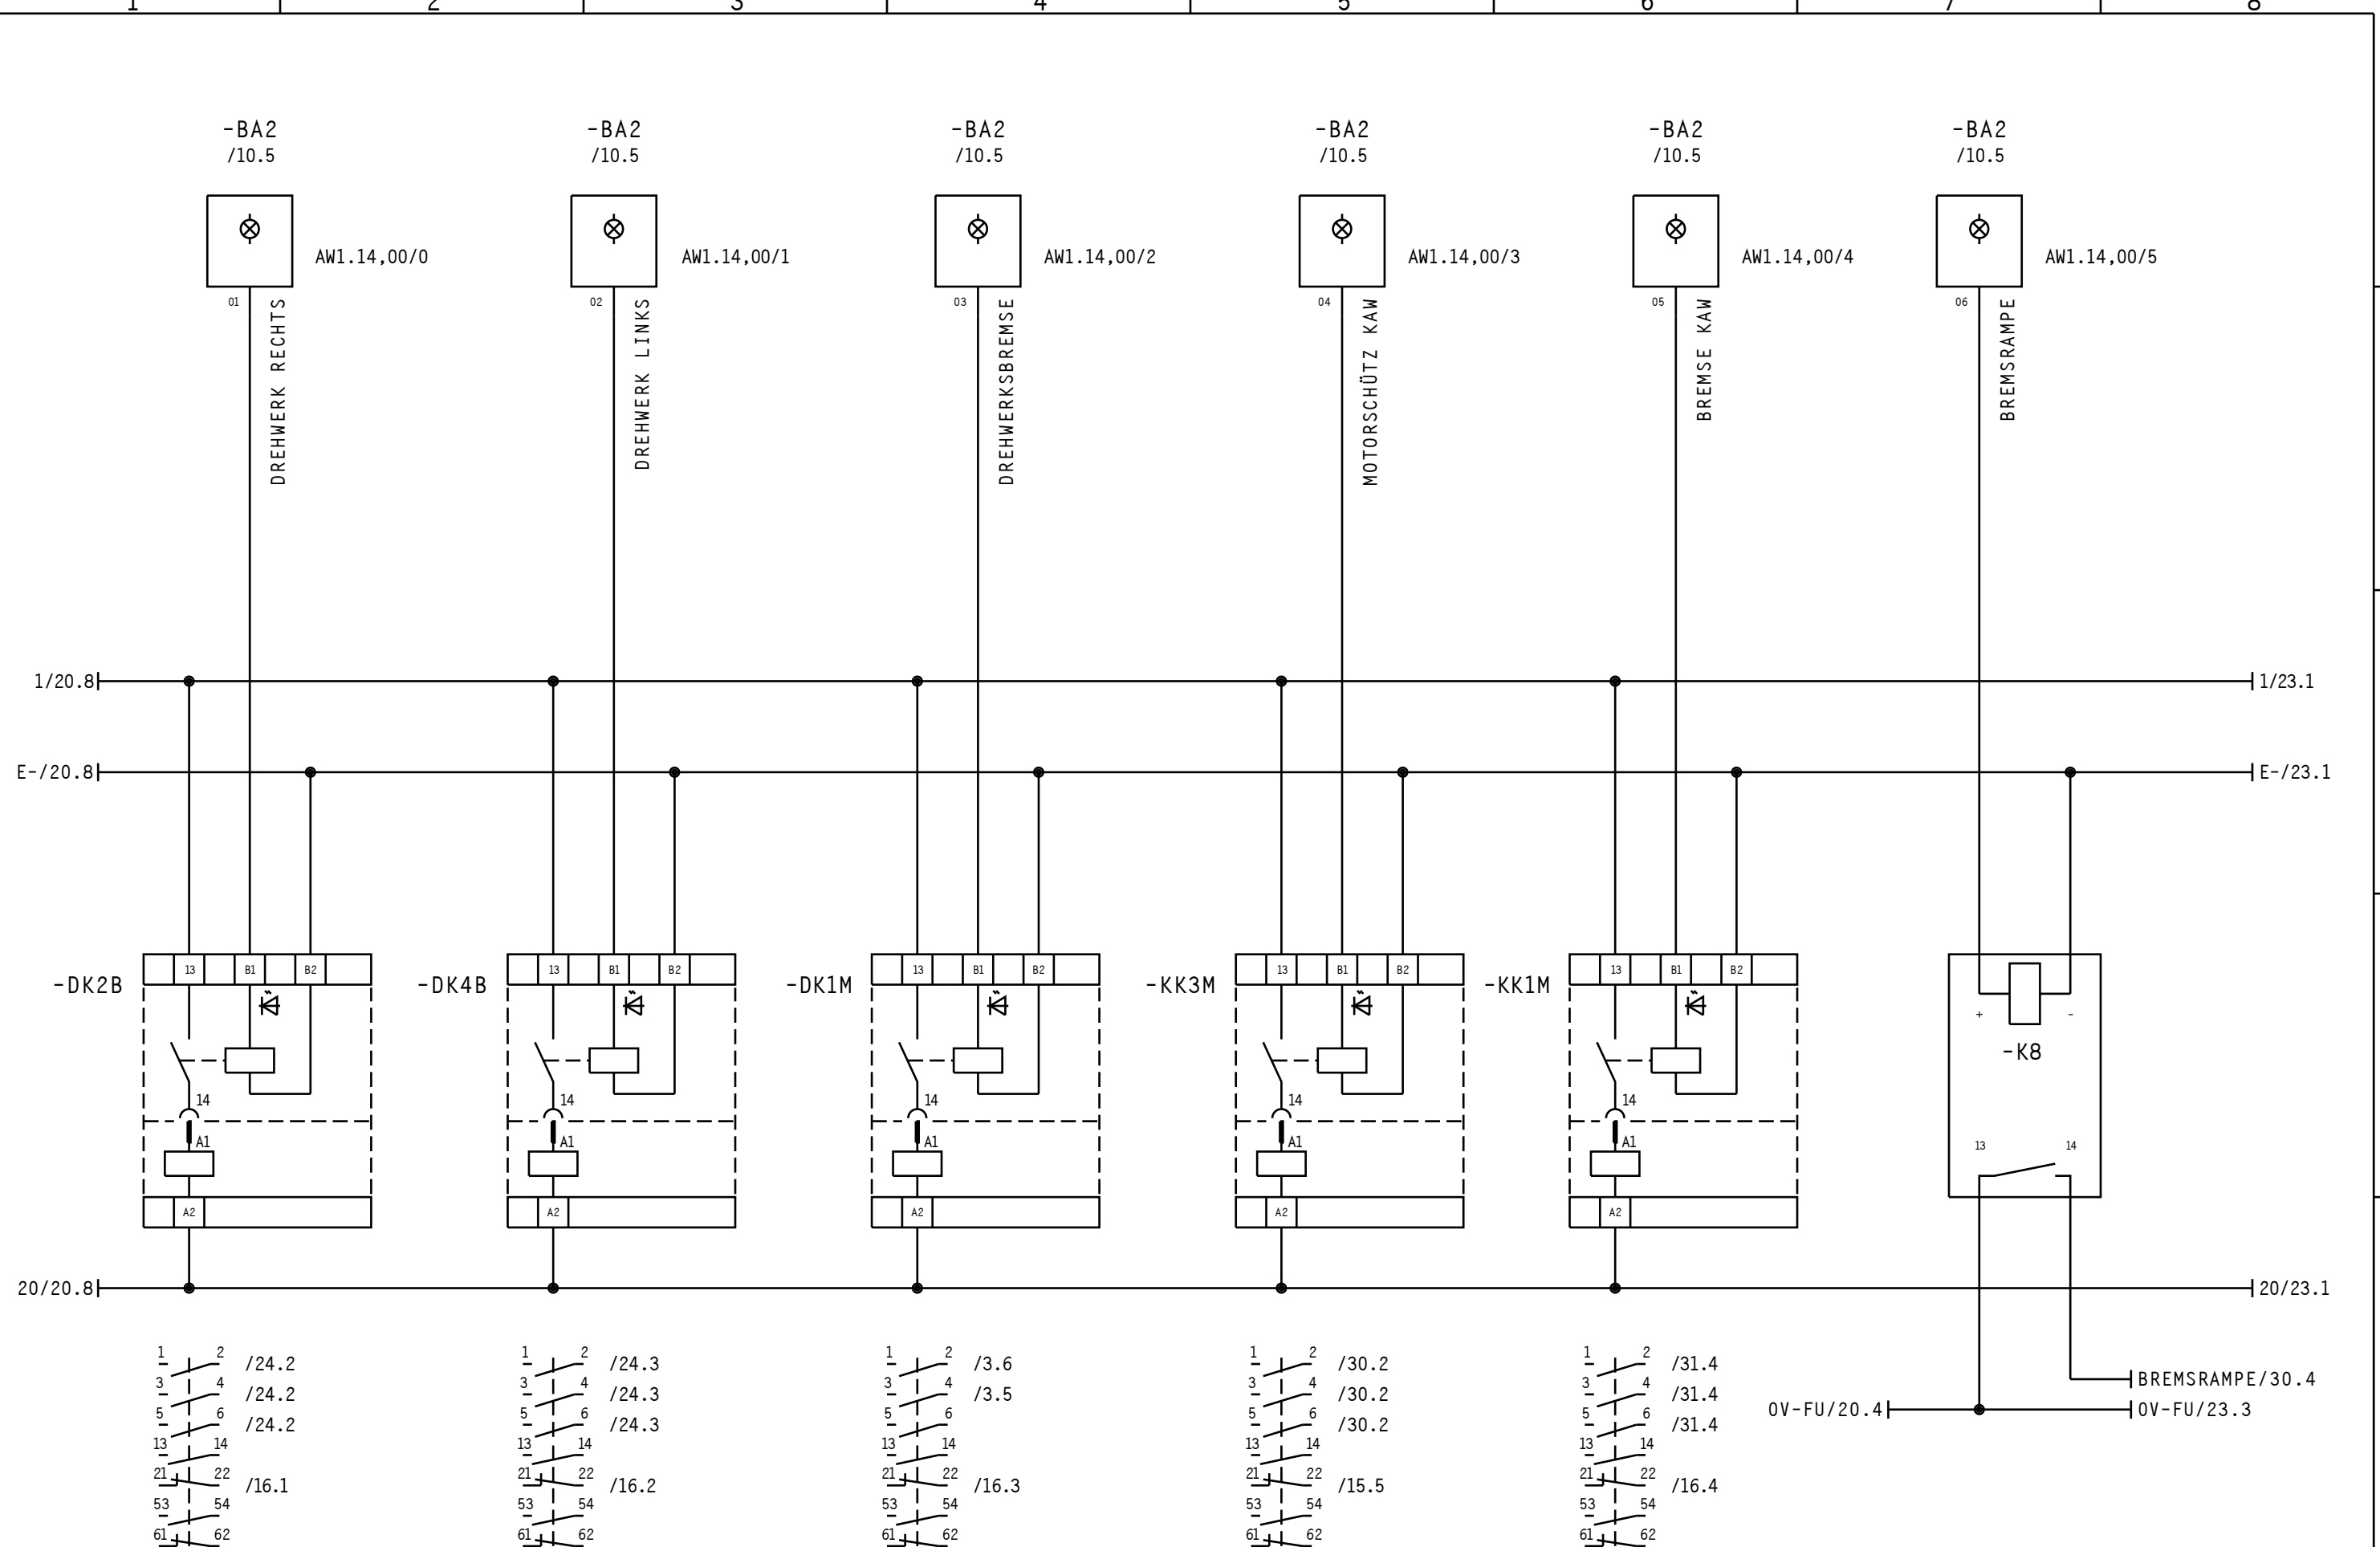 1 2 3 4 5 6 7 8
-BA2 -BA2 -BA2 -BA2 -BA2 -BA2
/10.5 /10.5 /10.5 /10.5 /10.5 /10.5
AW1.14,00/0 AW1.14,00/1 AW1.14,00/2 AW1.14,00/3 AW1.14,00/4 AW1.14,00/5
01 02 03 04 05 06
DREHWERK RECHTS
DREHWERK LINKS
DREHWERKSBREMSE
MOTORSCHÜTZ KAW
BREMSE KAW
BREMSRAMPE
1/20.8 1/23.1
E-/20.8 E-/23.1
13 B1 B2 13 B1 B2 13 B1 B2 13 B1 B2 13 B1 B2
-DK2B -DK4B -DK1M -KK3M -KK1M
+ -
-K8
14 14 14 14 14
A1 A1 A1 A1 A1 13 14
A2 A2 A2 A2 A2
20/20.8 20/23.1
1 2 /24.2 1 2 /24.3 1 2 /3.6 1 2 /30.2 1 2 /31.4
3 4 /24.2 3 4 /24.3 3 4 /3.5 3 4 /30.2 3 4 /31.4
BREMSRAMPE/30.4
5 6 /24.2 5 6 /24.3 5 6 5 6 /30.2 5 6 /31.4
0V-FU/20.4 0V-FU/23.3
13 14 13 14 13 14 13 14 13 14
21 22 /16.1 21 22 /16.2 21 22 /16.3 21 22 /15.5 21 22 /16.4
53 54 53 54 53 54 53 54 53 54
61 62 61 62 61 62 61 62 61 62